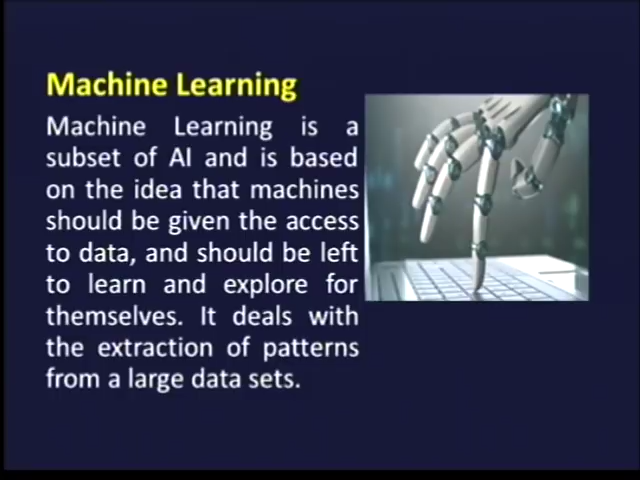 Machine Learning
Machine Learning is a
subset of AI and is based
on the idea that machines
should be given the access
to data, and should be left
to learn and explore for
themselves. It deals with
the extraction of patterns
from a large data sets.